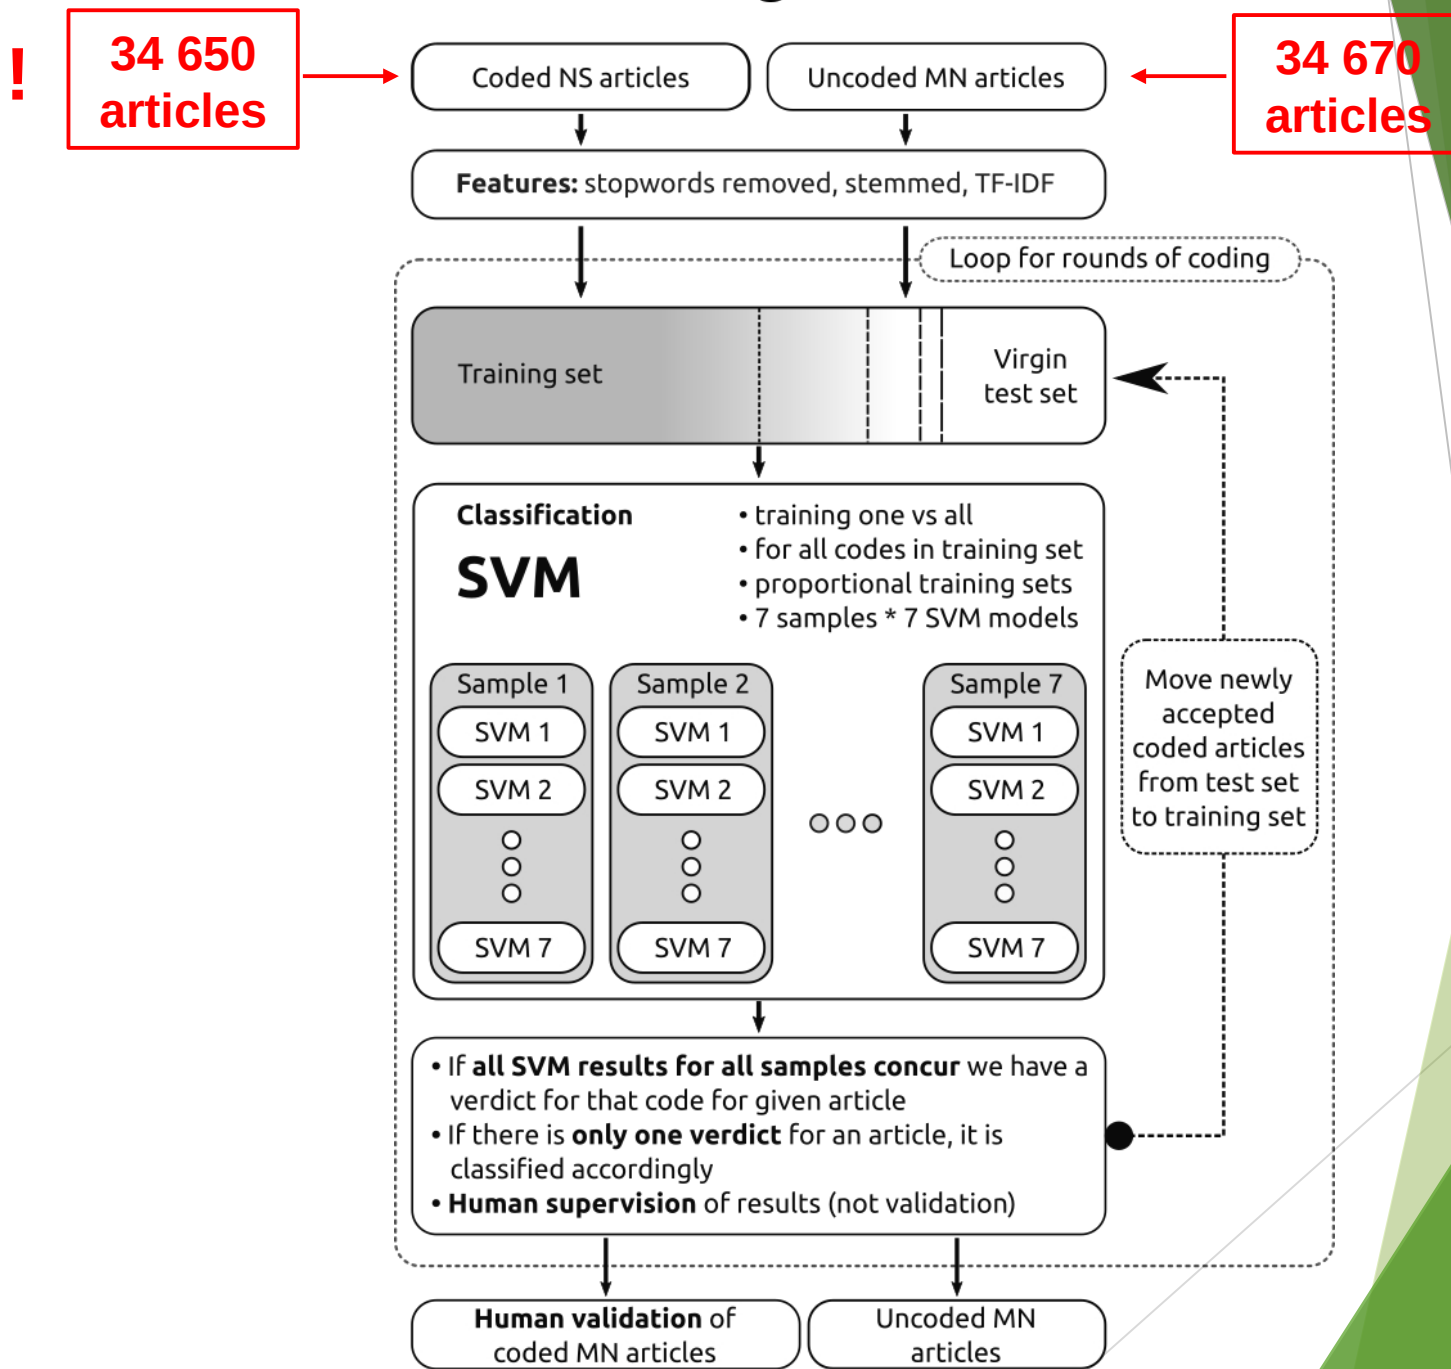 !
34 650
articles
Coded NS articles
Uncoded MN articles
34 670
articles
Features: stopwords removed, stemmed, TF-IDF
Loop for rounds of coding
Training set
Virgin
test set
Classification
SVM
• training one vs all
• for all codes in training set
• proportional training sets
• 7 samples * 7 SVM models
Sample 1
SVM 1
SVM 2
SVM 7
Sample 2
SVM 1
SVM 2
SVM 7
Sample 7
SVM 1
SVM 2
SVM 7
Move newly
accepted
coded articles
from test set
to training set
• If all SVM results for all samples concur we have a
verdict for that code for given article
• If there is only one verdict for an article, it is
classified accordingly
• Human supervision of results (not validation)
Human validation of
coded MN articles
Uncoded MN
articles